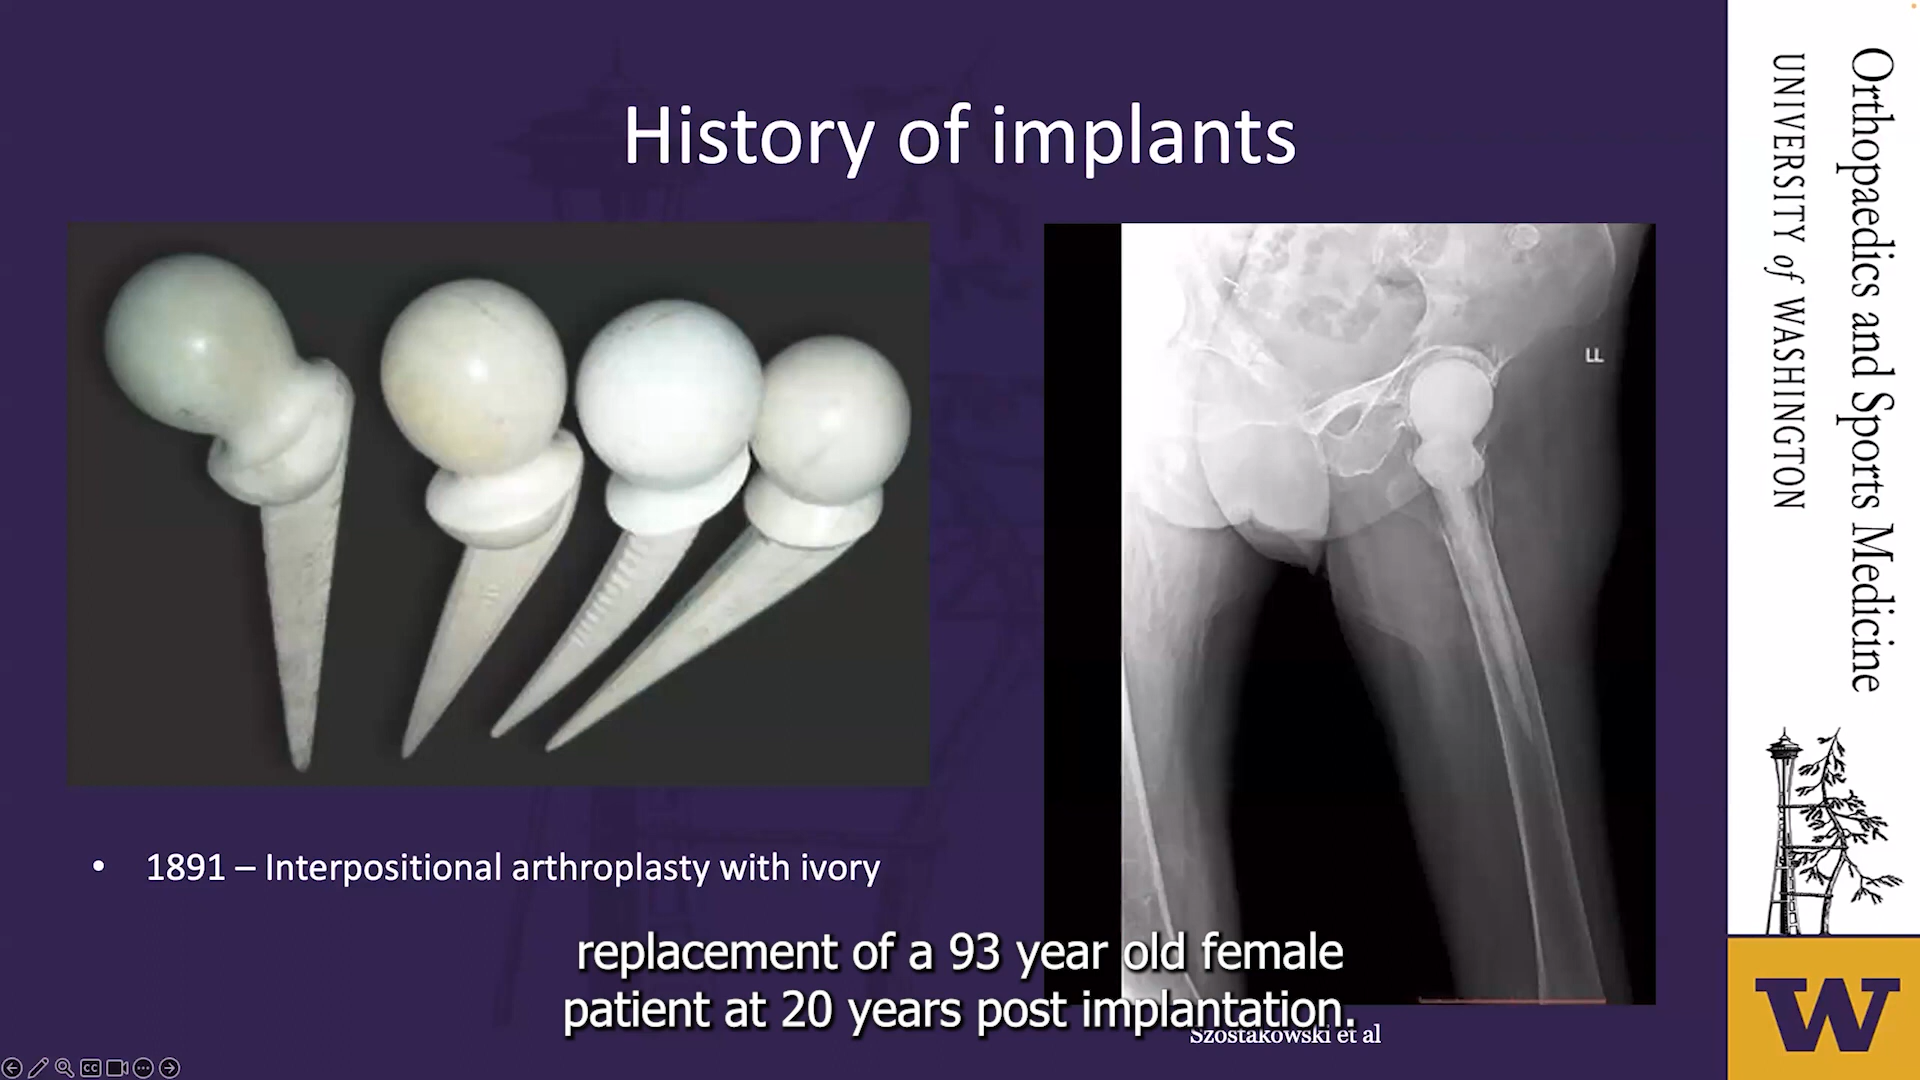 History of implants
LL
• 1891 – Interpositional arthroplasty with ivory
replacement of a 93 year old female
patient at 20 years post implantation.
Szostakowski et al
Orthopaedics and Sports Medicine
UNIVERSITY of WASHINGTON
W
CC